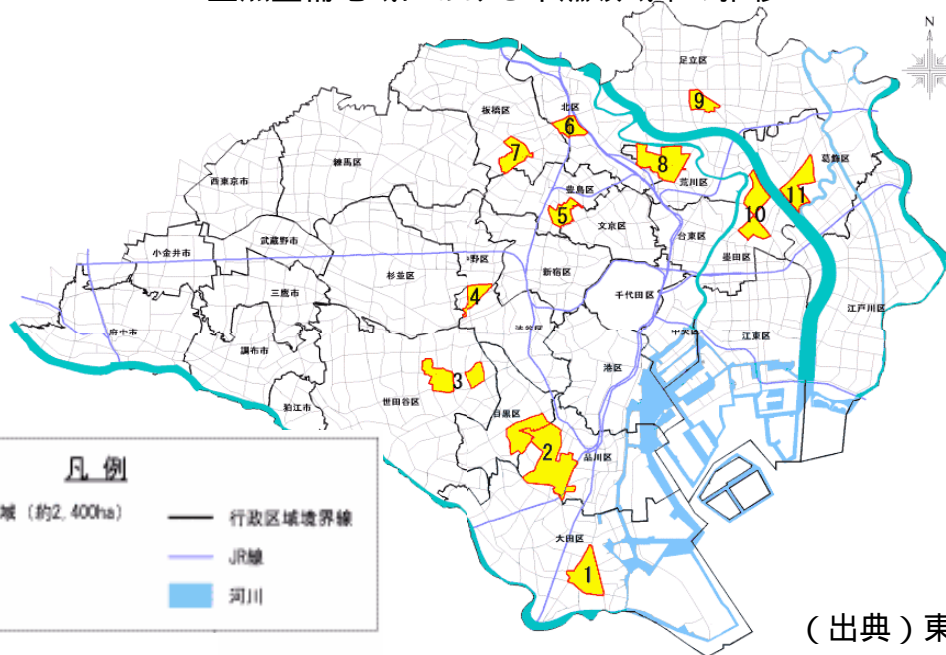 N
足立区
9
北区
板橋区
6
7
葛飾区
練馬区
8
荒川区
11
西東京市
豊島区
5
10
文京区
台東区
武蔵野市
小金井市
墨田区
新宿区
杉並区
4
三鷹市
千代田区
江戸川区
江東区
調布市
港区
3
世田谷区
狛江市
目黒区
2
品川区
凡 例
域（約2,400ha）
行政区域境界線
大田区
JR線
1
河川
（出典）東